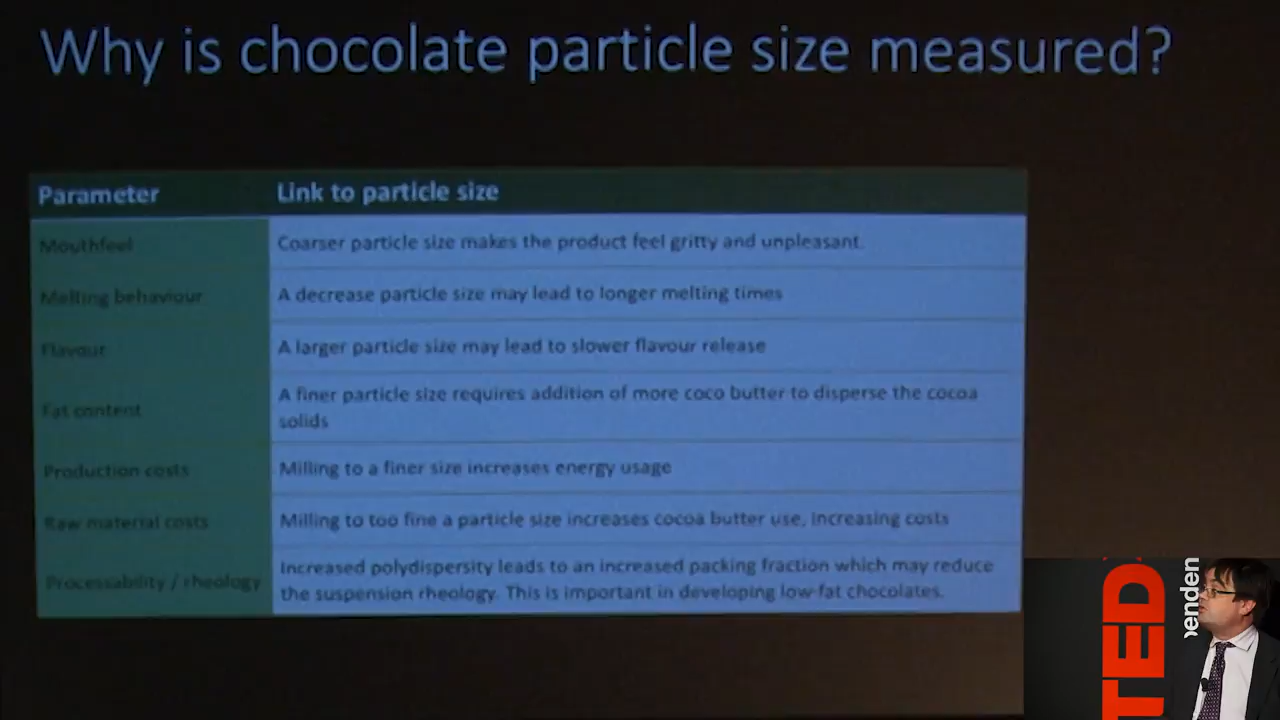 Why is chocolate particle size measured?
Parameter
Link to particle size
Mouthfeel
Coarser particle size makes the product feel gritty and unpleasant.
Melting behaviour
A decrease particle size may lead to longer melting times
Flavour
A larger particle size may lead to slower flavour release
Fat content
A finer particle size requires addition of more coco butter to disperse the cocoa
solids
Production costs
Milling to a finer size increases energy usage
Raw material costs
Milling to too fine a particle size increases cocoa butter use, increasing costs
Processability / rheology
Increased polydispersity leads to an increased packing fraction which may reduce
the suspension rheology. This is important in developing low-fat chocolates.
TED
penden